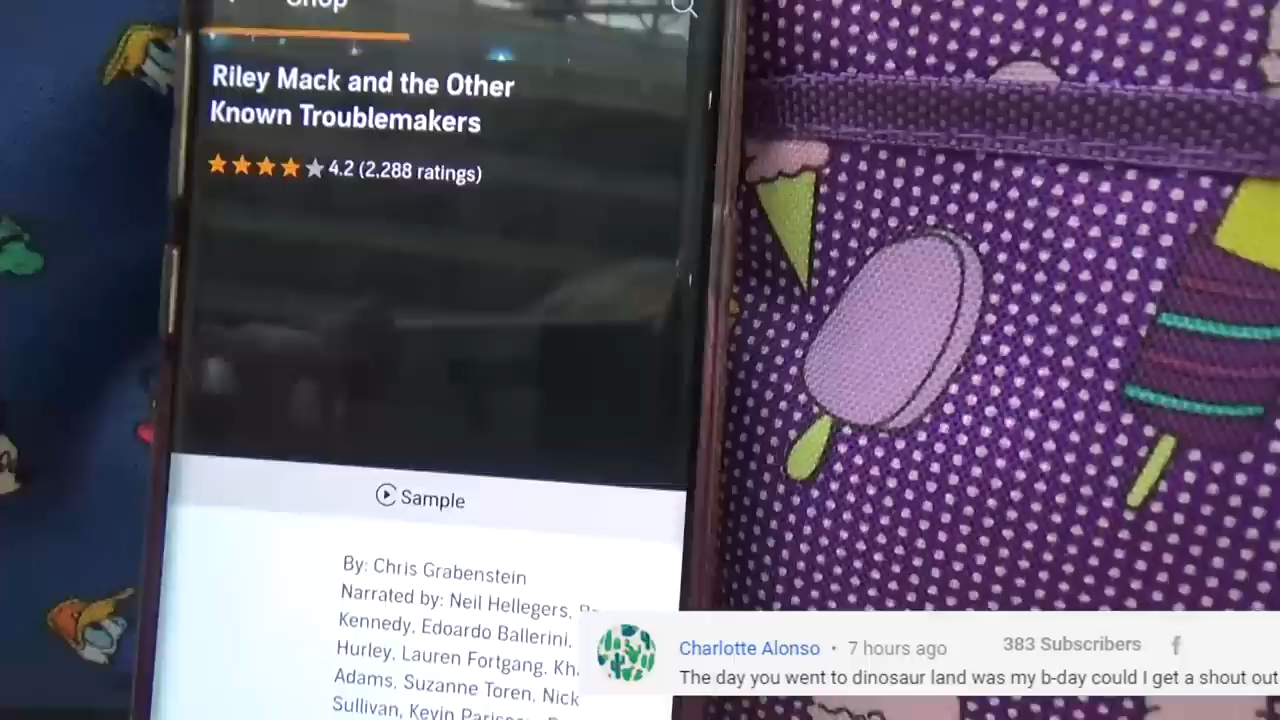 Shop
Riley Mack and the Other
Known Troublemakers
4.2 (2,288 ratings)
Sample
By: Chris Grabenstein
Narrated by: Neil Hellegers,
Kennedy, Edoardo Ballerini,
Hurley, Lauren Fortgang,
Adams, Suzanne Toren, Nick
Sullivan, Kevin
Charlotte Alonso • 7 hours ago 383 Subscribers
The day you went to dinosaur land was my b-day could I get a shout out